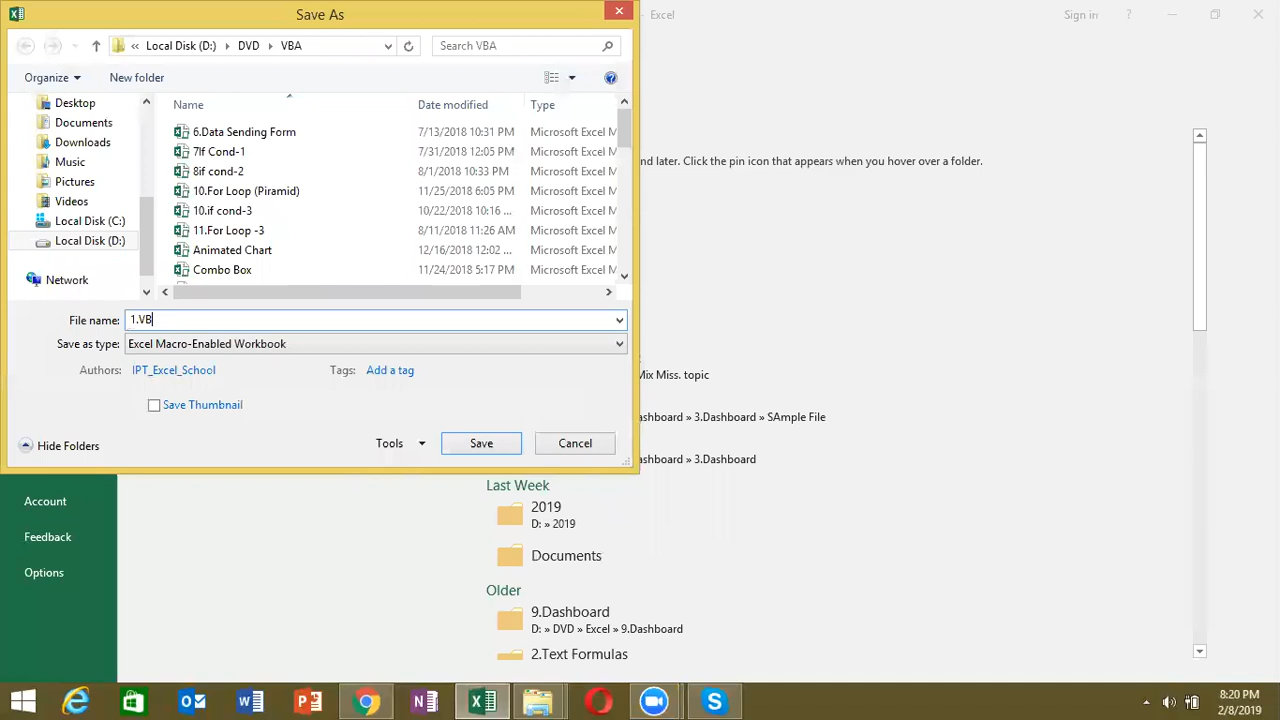 Save As
- Excel
Sign in
?
« Local Disk (D:) DVD VBA
Search VBA
Organize
New folder
Desktop
Documents
Downloads
Music
Pictures
Videos
Local Disk (C:)
Local Disk (D:)
Network
Name Date modified Type
6.Data Sending Form 7/13/2018 10:31 PM Microsoft Excel M
7If Cond-1 7/31/2018 12:05 PM Microsoft Excel M
8if cond-2 8/1/2018 10:33 PM Microsoft Excel M
10.For Loop (Piramid) 11/25/2018 6:05 PM Microsoft Excel M
10.if cond-3 10/22/2018 10:16 ... Microsoft Excel M
11.For Loop -3 8/11/2018 11:26 AM Microsoft Excel M
Animated Chart 12/16/2018 12:02 ... Microsoft Excel M
Combo Box 11/24/2018 5:17 PM Microsoft Excel M
File name: 1.VB
Save as type: Excel Macro-Enabled Workbook
Authors: IPT_Excel_School
Tags: Add a tag
Save Thumbnail
Hide Folders
Tools
Save
Cancel
nd later. Click the pin icon that appears when you hover over a folder.
Mix Miss. topic
ashboard » 3.Dashboard » SAmple File
ashboard » 3.Dashboard
Last Week
2019
D: » 2019
Documents
Older
9.Dashboard
D: » DVD » Excel » 9.Dashboard
2.Text Formulas
Account
Feedback
Options
8:20 PM
2/8/2019